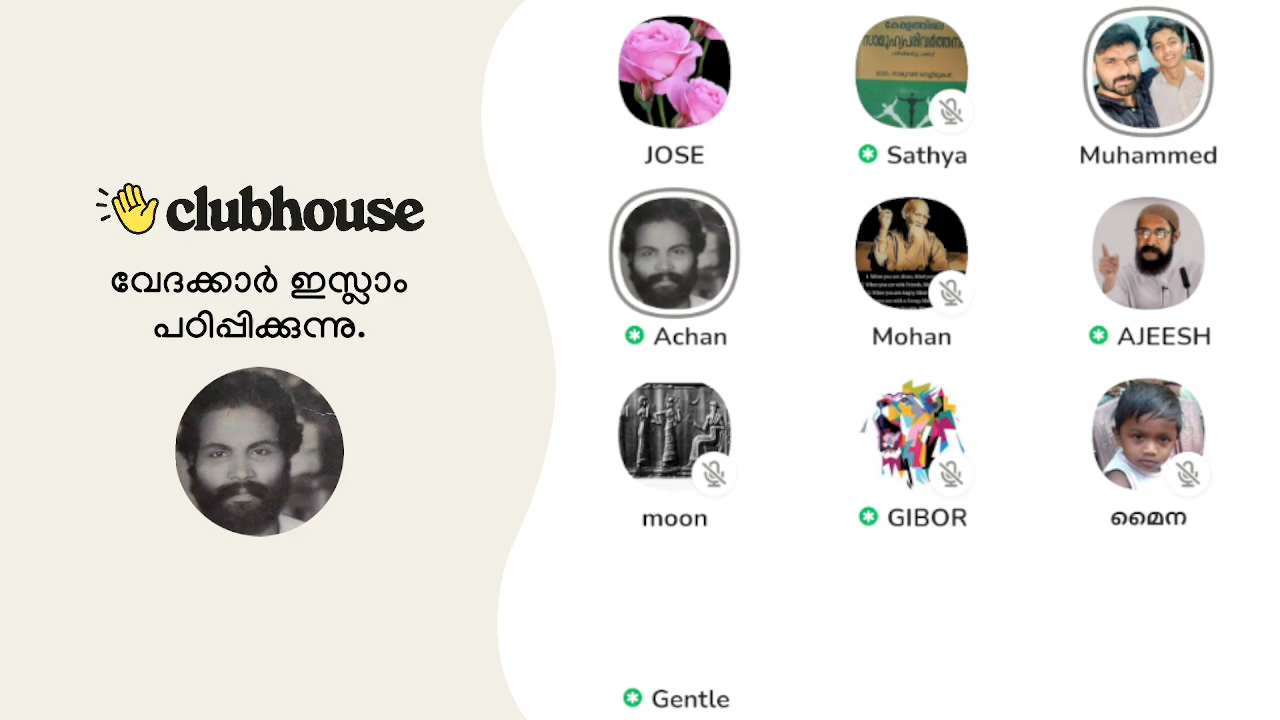 clubhouse
വേദക്കാർ ഇസ്ലാം
പഠിപ്പിക്കുന്നു.
JOSE
Sathya
Muhammed
Achan
Mohan
AJEESH
moon
GIBOR
മൈന
Gentle